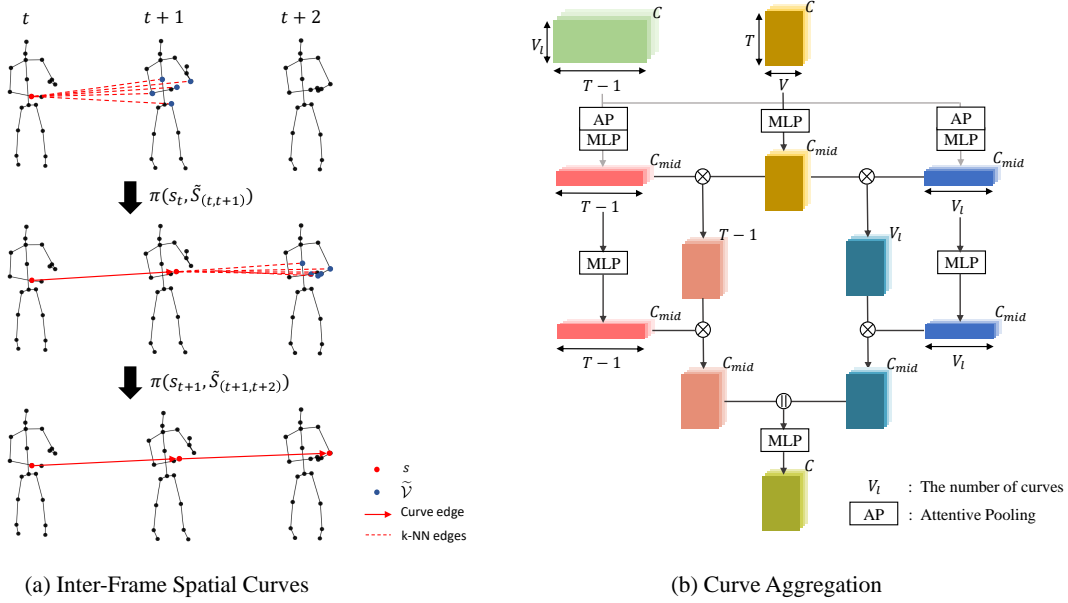 t
t + 1
t + 2
π(s_t, S̃_(t,t+1))
π(s_{t+1}, S̃_(t+1,t+2))
s
Ṽ
Curve edge
k-NN edges
(a) Inter-Frame Spatial Curves
C
V_l
T − 1
C
T
V
AP
MLP
MLP
AP
MLP
C_mid
T − 1
C_mid
C_mid
V_l
T − 1
V_l
MLP
MLP
C_mid
T − 1
C_mid
V_l
C_mid
C_mid
||
MLP
C
V_l : The number of curves
AP : Attentive Pooling
(b) Curve Aggregation